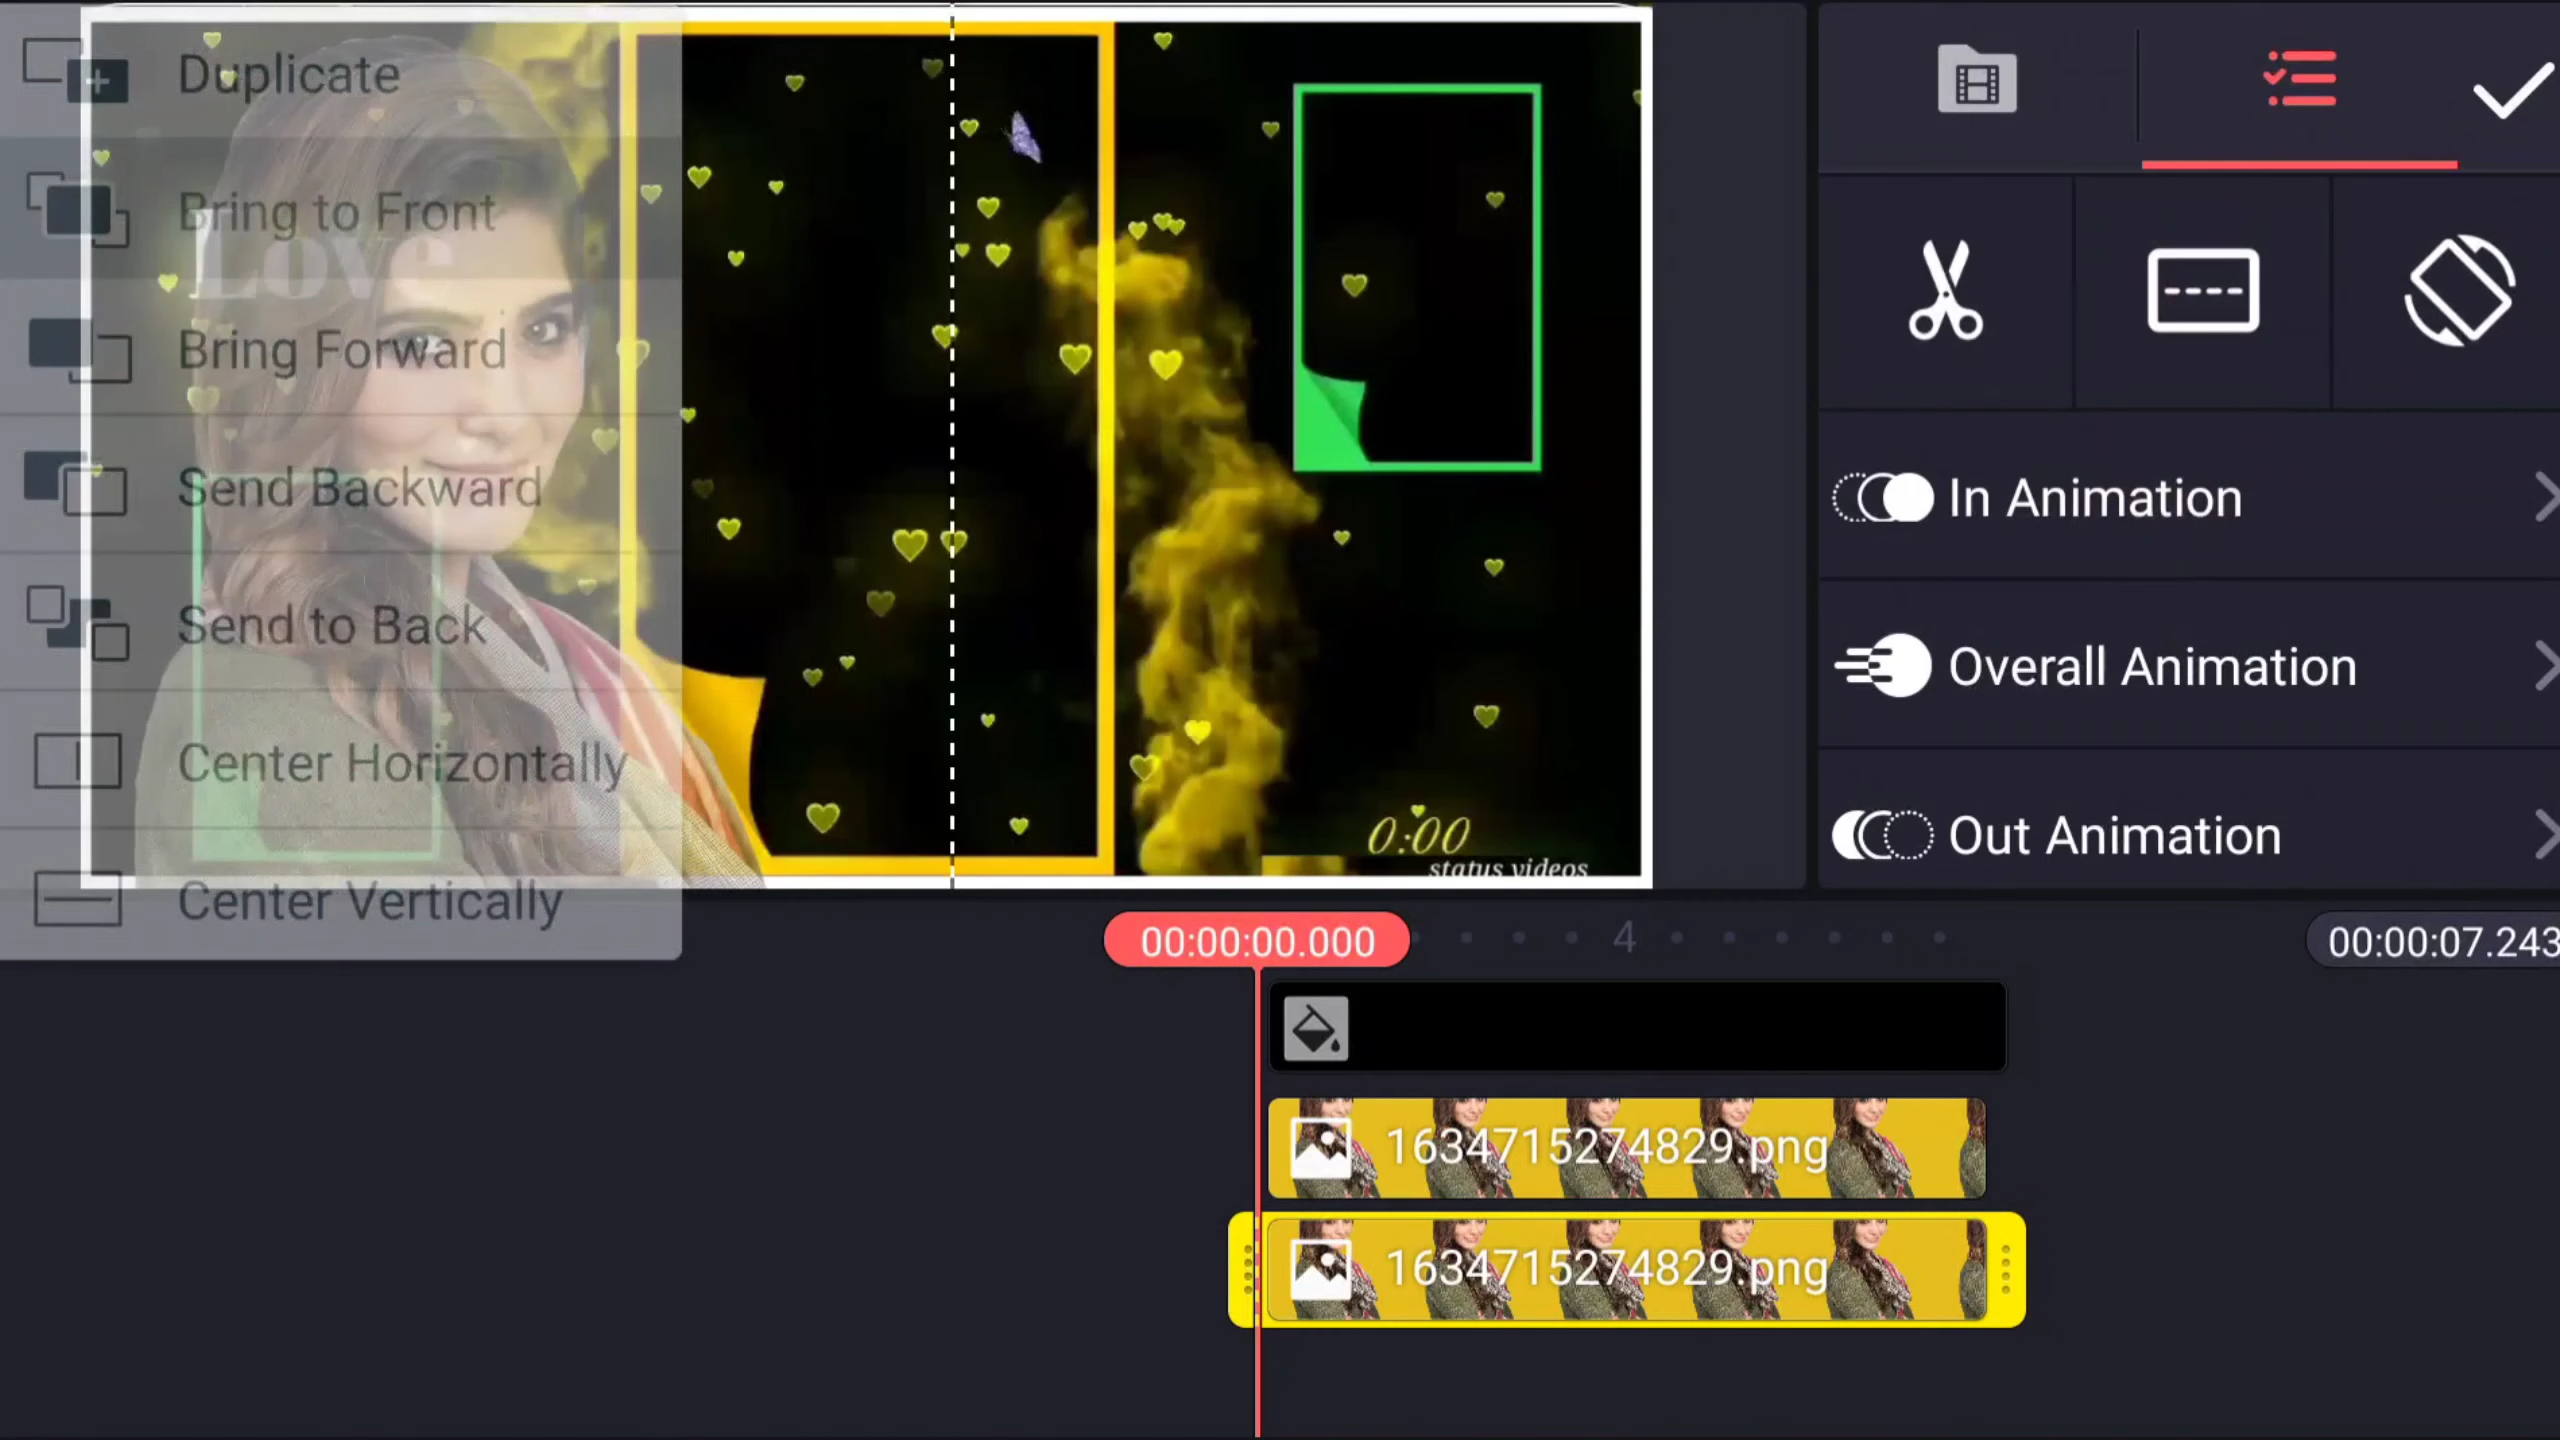 Duplicate
Bring to Front
Love
Bring Forward
Send Backward
Send to Back
Center Horizontally
Center Vertically
0:00
status videos
In Animation
Overall Animation
Out Animation
00:00:00.000
4
00:00:07.243
1634715274829.png
1634715274829.png